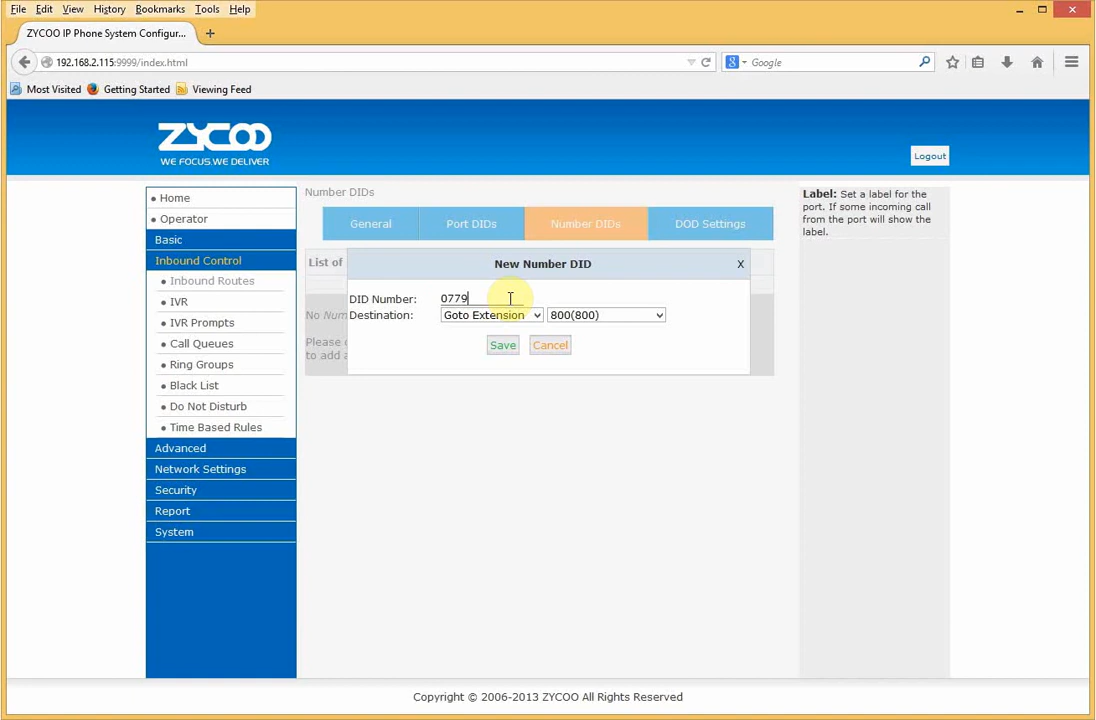 File Edit View History Bookmarks Tools Help
ZYCOO IP Phone System Configur...
192.168.2.115:9999/index.html
Google
Most Visited Getting Started Viewing Feed
ZYCOO
WE FOCUS.WE DELIVER
Logout
Home
Operator
Basic
Inbound Control
Inbound Routes
IVR
IVR Prompts
Call Queues
Ring Groups
Black List
Do Not Disturb
Time Based Rules
Advanced
Network Settings
Security
Report
System
Number DIDs
General Port DIDs Number DIDs DOD Settings
List of
No Num
Please
to add a
New Number DID X
DID Number: 0779
Destination: Goto Extension 800(800)
Save Cancel
Label: Set a label for the
port. If some incoming call
from the port will show the
label.
Copyright © 2006-2013 ZYCOO All Rights Reserved